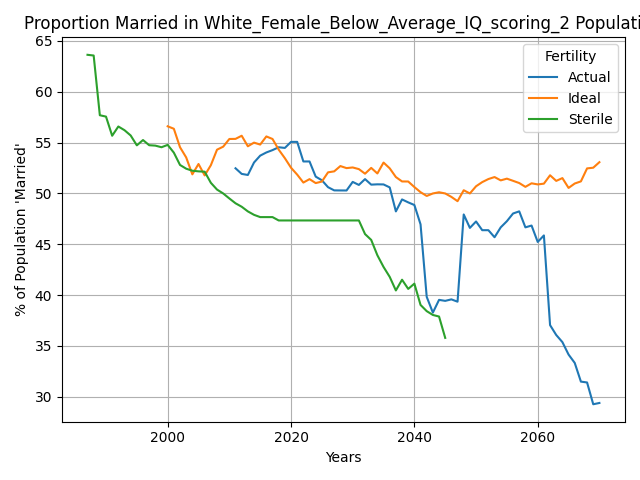 Proportion Married in White_Female_Below_Average_IQ_scoring_2 Populati
% of Population 'Married'
65
60
55
50
45
40
35
30
Fertility
Actual
Ideal
Sterile
2000 2020 2040 2060
Years